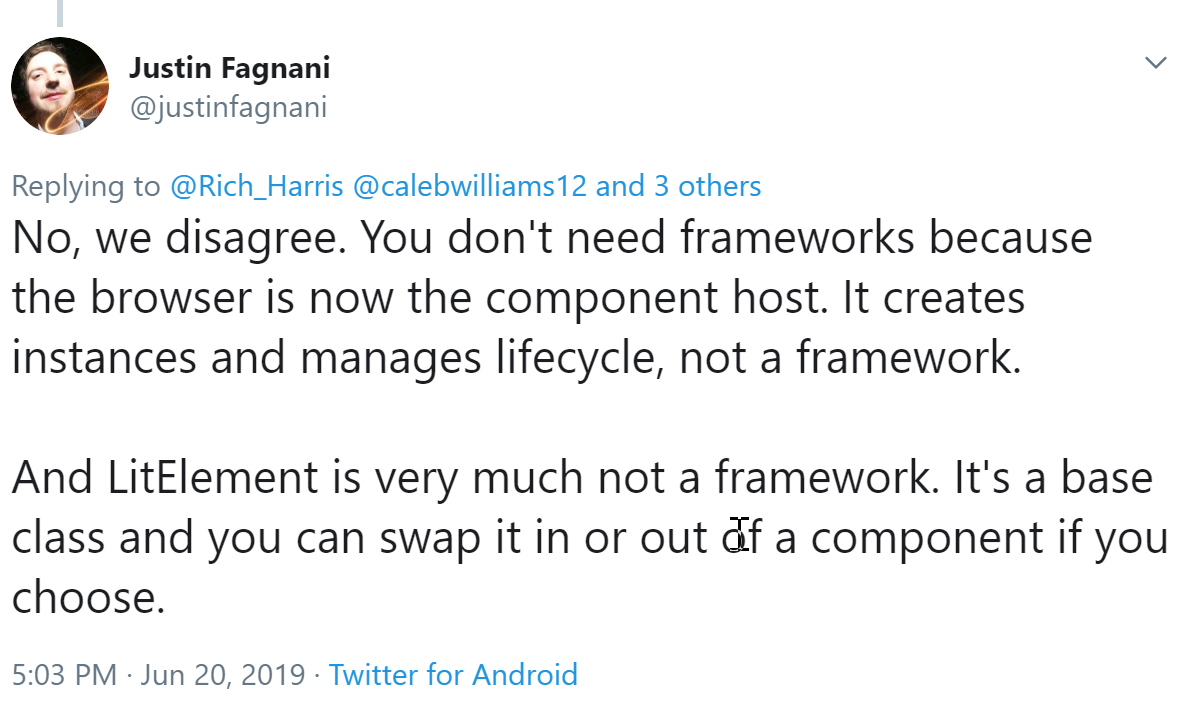 Justin Fagnani
@justinfagnani
Replying to @Rich_Harris @calebwilliams12 and 3 others
No, we disagree. You don't need frameworks because
the browser is now the component host. It creates
instances and manages lifecycle, not a framework.
And LitElement is very much not a framework. It's a base
class and you can swap it in or out of a component if you
choose.
5:03 PM · Jun 20, 2019 · Twitter for Android